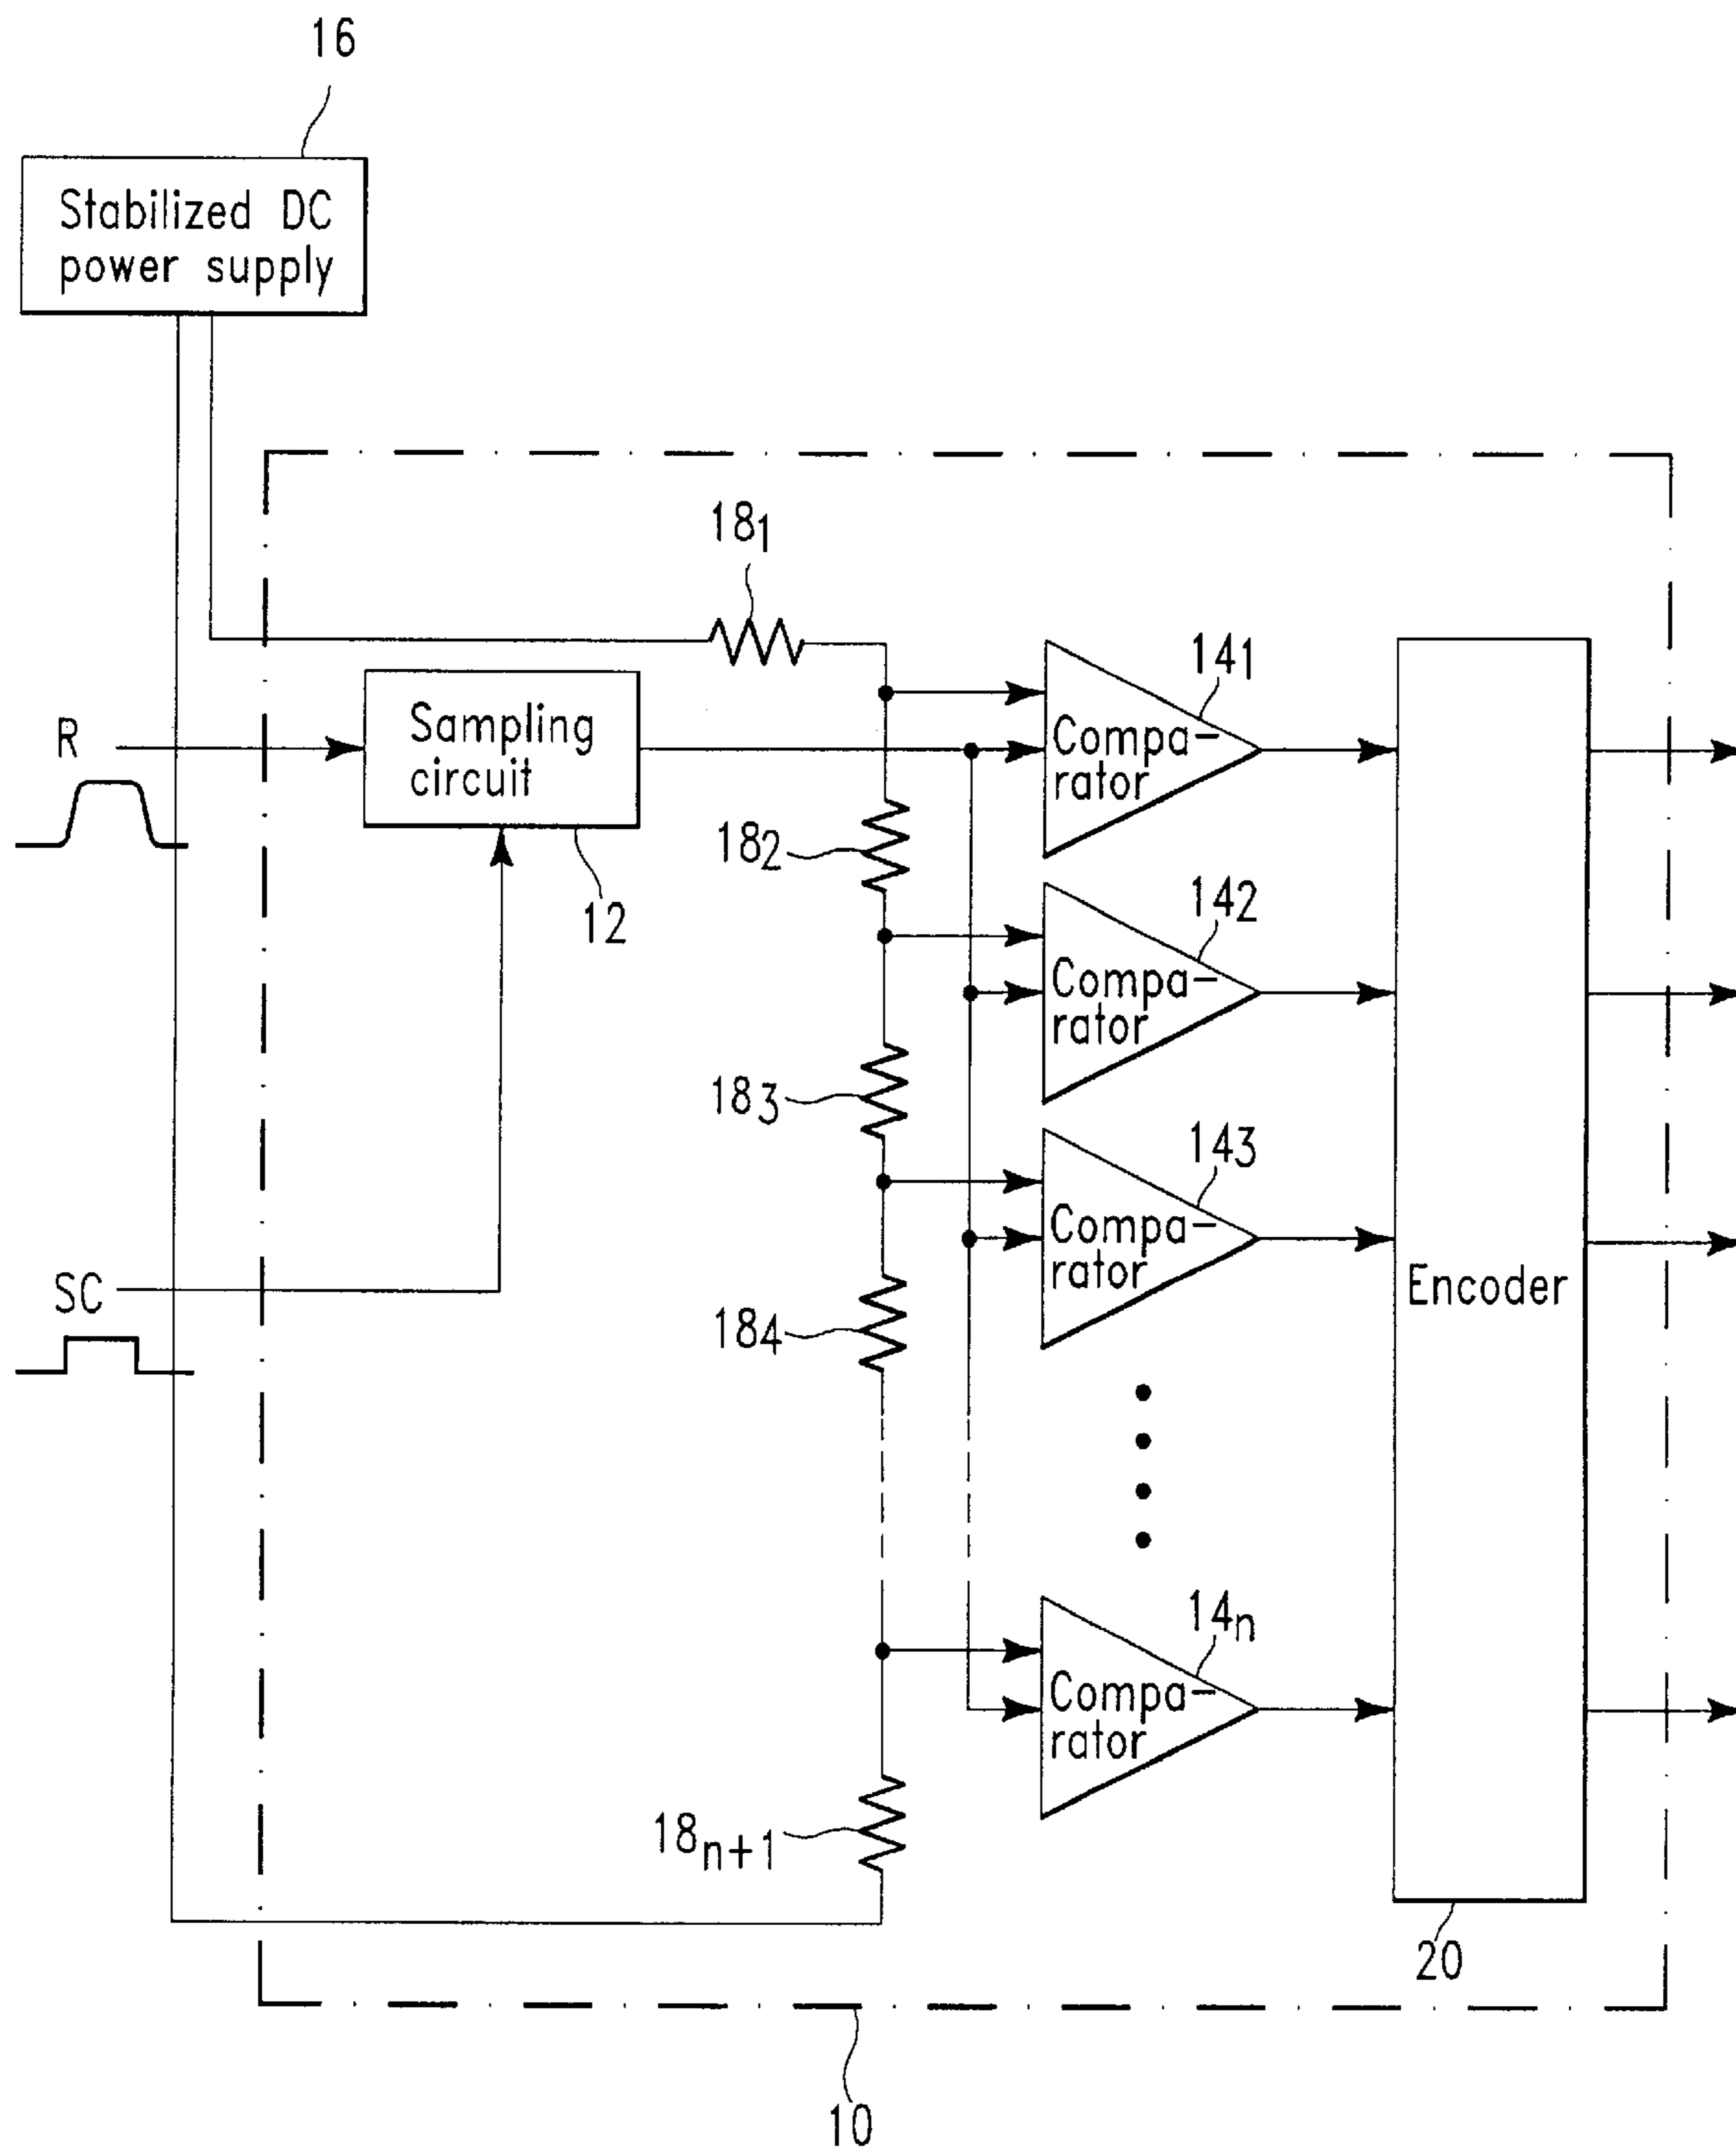 16
Stabilized DC
power supply
18₁
14₁
R
Sampling
circuit
Compa-
rator
18₂
12
14₂
Compa-
rator
18₃
14₃
Compa-
rator
SC
18₄
Encoder
14ₙ
Compa-
rator
18ₙ₊₁
20
10